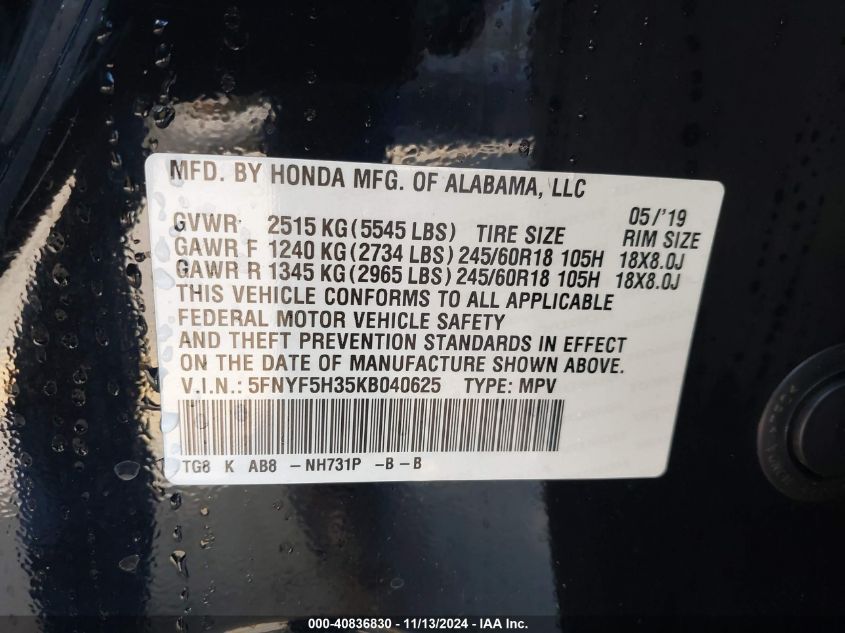 MFD. BY HONDA MFG. OF ALABAMA, LLC
05/'19
GVWR 2515 KG (5545 LBS) TIRE SIZE RIM SIZE
GAWR F 1240 KG (2734 LBS) 245/60R18 105H 18X8.0J
GAWR R 1345 KG (2965 LBS) 245/60R18 105H 18X8.0J
THIS VEHICLE CONFORMS TO ALL APPLICABLE
FEDERAL MOTOR VEHICLE SAFETY
AND THEFT PREVENTION STANDARDS IN EFFECT
ON THE DATE OF MANUFACTURE SHOWN ABOVE.
V.I.N.: 5FNYF5H35KB040625 TYPE: MPV
TG8 K AB8 – NH731P –B – B
000-40836830 - 11/13/2024 - IAA Inc.